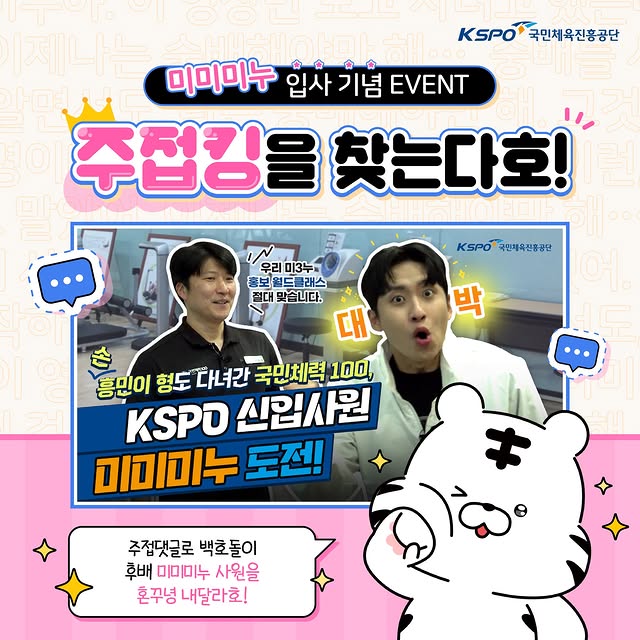 KSPO 국민체육진흥공단
미미미누 입사 기념 EVENT
주접킹을 찾는다호!
KSPO 국민체육진흥공단
우리 미3누
홍보 월드클래스
절대 맞습니다.
대박
손
흥민이 형도 다녀간 국민체력 100,
KSPO 신입사원
미미미누 도전!
주접댓글로 백호돌이
후배 미미미누 사원을
혼꾸녕 내달라호!